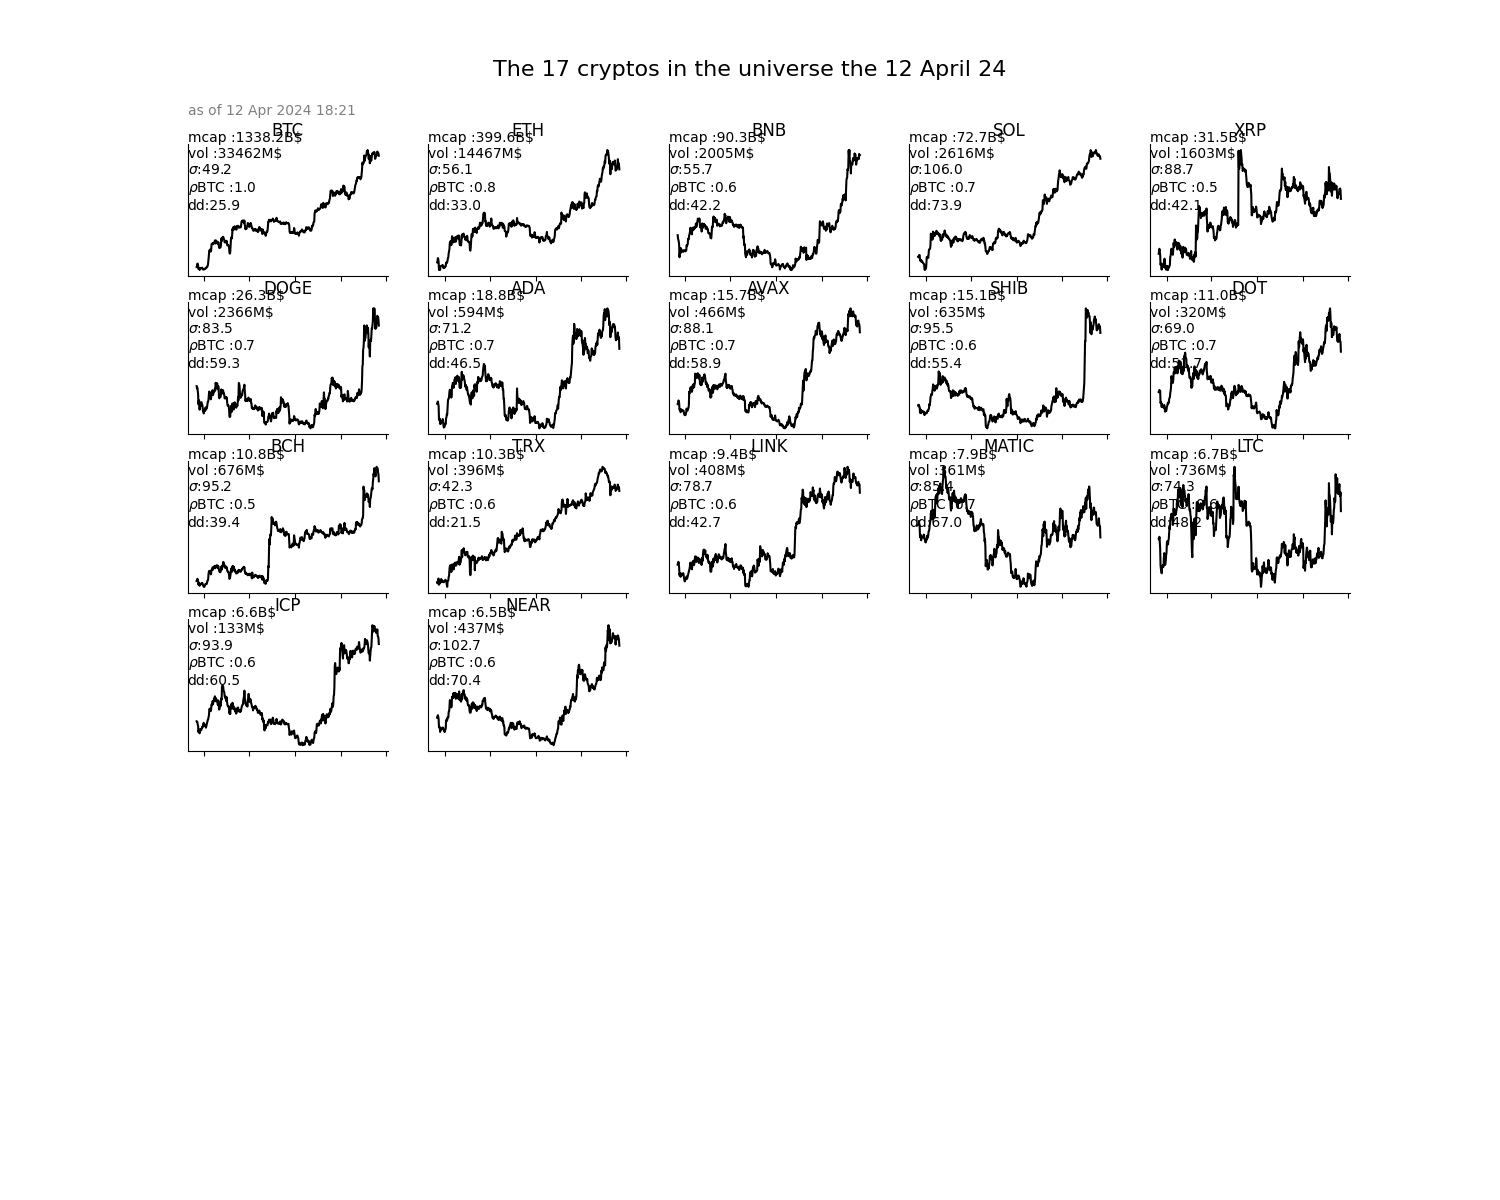 The 17 cryptos in the universe the 12 April 24
as of 12 Apr 2024 18:21
BTC
mcap :1338.2B$
vol :33462M$
σ:49.2
ρBTC :1.0
dd:25.9
ETH
mcap :399.6B$
vol :14467M$
σ:56.1
ρBTC :0.8
dd:33.0
BNB
mcap :90.3B$
vol :2005M$
σ:55.7
ρBTC :0.6
dd:42.2
SOL
mcap :72.7B$
vol :2616M$
σ:106.0
ρBTC :0.7
dd:73.9
XRP
mcap :31.5B$
vol :1603M$
σ:88.7
ρBTC :0.5
dd:42.1
DOGE
mcap :26.3B$
vol :2366M$
σ:83.5
ρBTC :0.7
dd:59.3
ADA
mcap :18.8B$
vol :594M$
σ:71.2
ρBTC :0.7
dd:46.5
AVAX
mcap :15.7B$
vol :466M$
σ:88.1
ρBTC :0.7
dd:58.9
SHIB
mcap :15.1B$
vol :635M$
σ:95.5
ρBTC :0.6
dd:55.4
DOT
mcap :11.0B$
vol :320M$
σ:69.0
ρBTC :0.7
BCH
mcap :10.8B$
vol :676M$
σ:95.2
ρBTC :0.5
dd:39.4
TRX
mcap :10.3B$
vol :396M$
σ:42.3
ρBTC :0.6
dd:21.5
LINK
mcap :9.4B$
vol :408M$
σ:78.7
ρBTC :0.6
dd:42.7
MATIC
mcap :7.9B$
vol :361M$
σ:85.4
ρBTC :0.7
dd:67.0
LTC
mcap :6.7B$
vol :736M$
σ:74.3
ρBTC :0.6
dd:48.2
ICP
mcap :6.6B$
vol :133M$
σ:93.9
ρBTC :0.6
dd:60.5
NEAR
mcap :6.5B$
vol :437M$
σ:102.7
ρBTC :0.6
dd:70.4